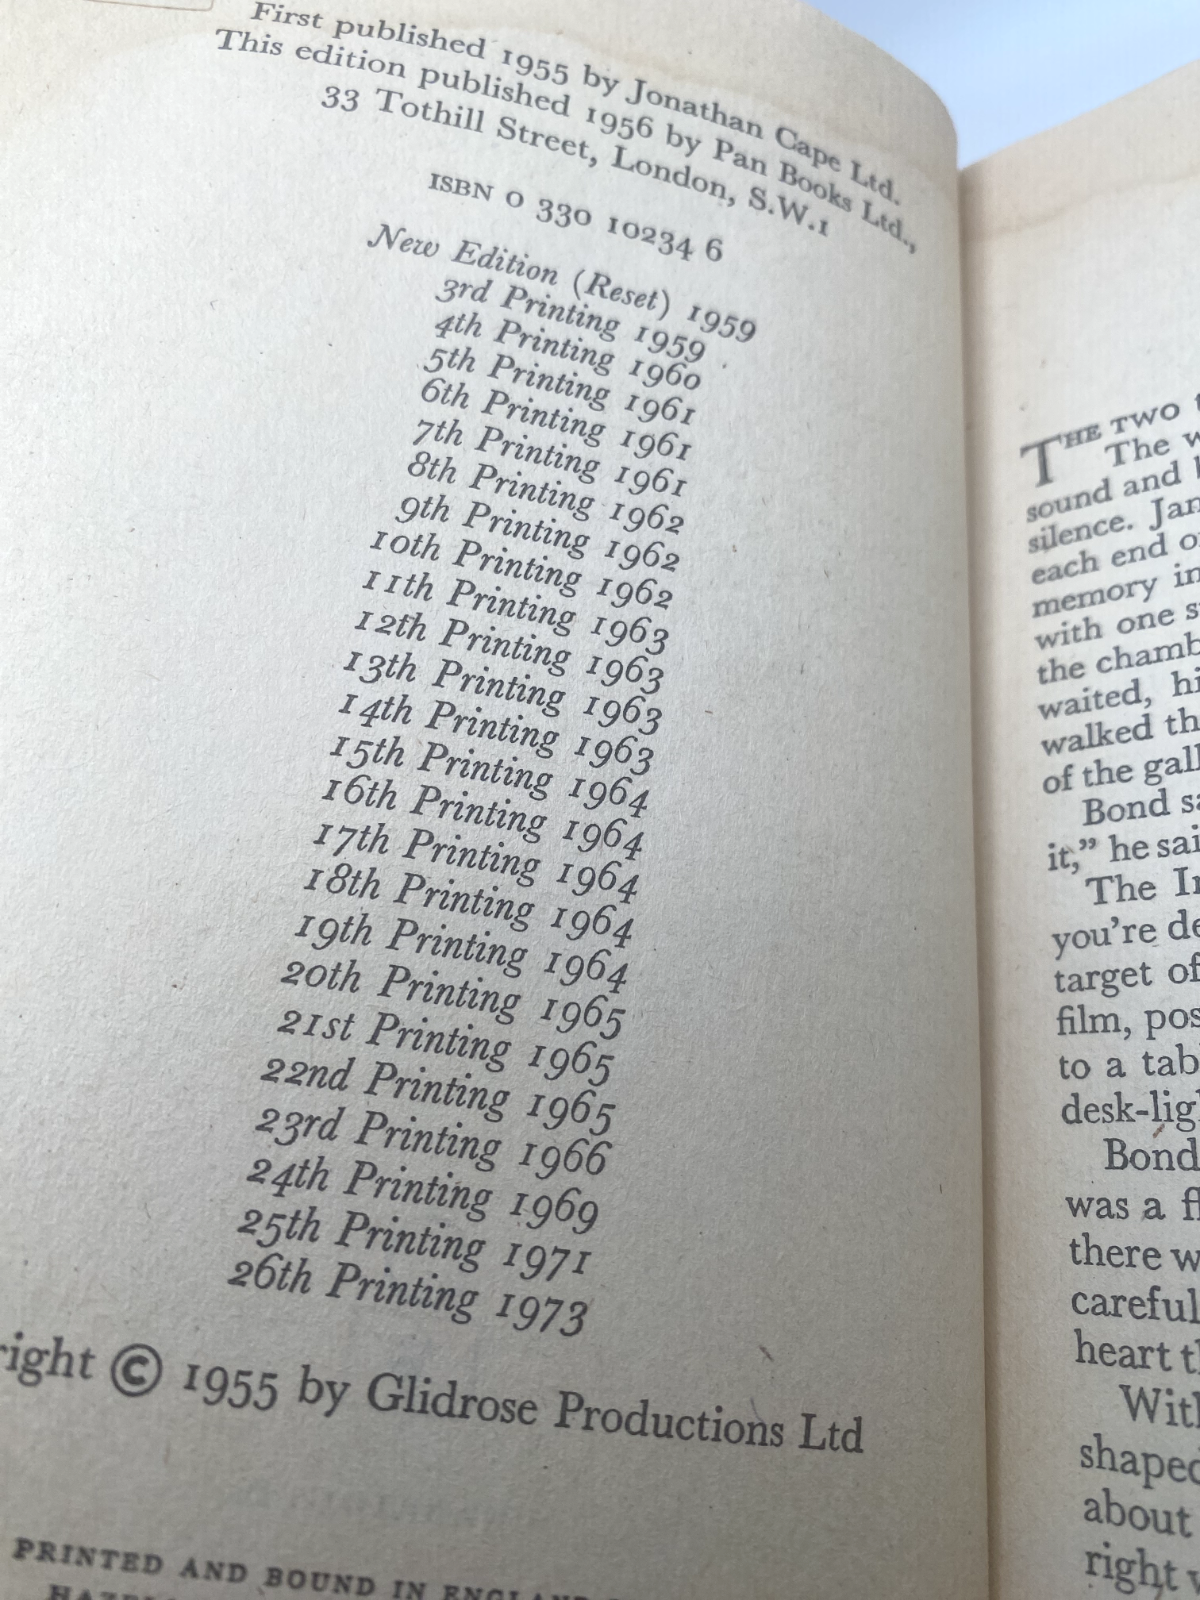 First published 1955 by Jonathan Cape Ltd.
This edition published 1956 by Pan Books Ltd.,
33 Tothill Street, London, S.W.1
ISBN 0 330 10234 6
New Edition (Reset) 1959
3rd Printing 1959
4th Printing 1960
5th Printing 1961
6th Printing 1961
7th Printing 1961
8th Printing 1962
9th Printing 1962
10th Printing 1962
11th Printing 1963
12th Printing 1963
13th Printing 1963
14th Printing 1963
15th Printing 1964
16th Printing 1964
17th Printing 1964
18th Printing 1964
19th Printing 1964
20th Printing 1965
21st Printing 1965
22nd Printing 1965
23rd Printing 1966
24th Printing 1969
25th Printing 1971
26th Printing 1973
right © 1955 by Glidrose Productions Ltd
PRINTED AND BOUND IN ENGLAND
THE TWO
The
sound and
silence.
each end
memory in
with one
the
waited,
walked
of the
Bond
it,” he
The
you're
target of
film,
to a
desk-
Bond
was a
there
careful
heart
With
shaped
about
right